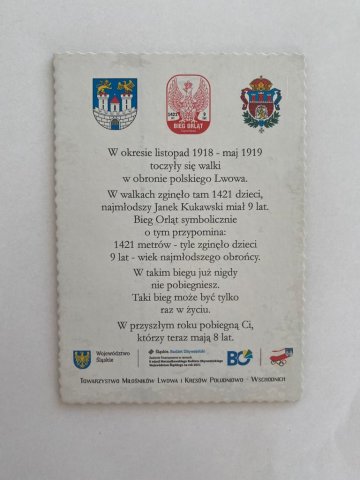 1421 9
BIEG ORLĄT
W okresie listopad 1918 - maj 1919
toczyły się walki
w obronie polskiego Lwowa.
W walkach zginęło tam 1421 dzieci,
najmłodszy Janek Kukawski miał 9 lat.
Bieg Orląt symbolicznie
o tym przypomina:
1421 metrów - tyle zginęło dzieci
9 lat - wiek najmłodszego obrońcy.
W takim biegu już nigdy
nie pobiegniesz.
Taki bieg może być tylko
raz w życiu.
W przyszłym roku pobiegną Ci,
którzy teraz mają 8 lat.
Województwo
Śląskie
Śląskie. Budżet Obywatelski
BO
Towarzystwo Miłośników Lwowa i Kresów Południowo - Wschodnich